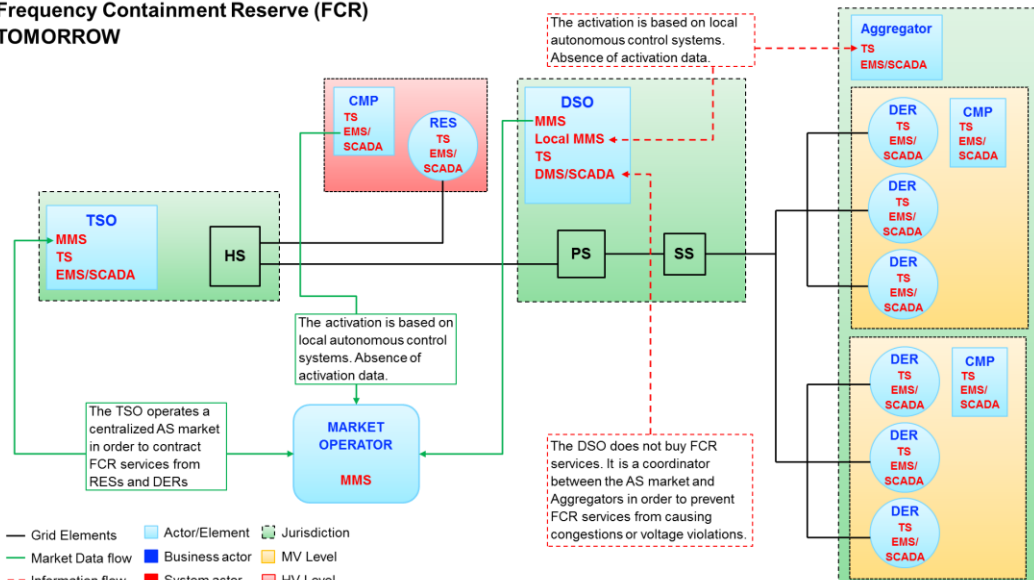 Frequency Containment Reserve (FCR)
TOMORROW
The activation is based on local
autonomous control systems.
Absence of activation data.
Aggregator
TS
EMS/SCADA
CMP
TS
EMS/
SCADA
RES
TS
EMS/
SCADA
DSO
MMS
Local MMS
TS
DMS/SCADA
DER
TS
EMS/
SCADA
CMP
TS
EMS/
SCADA
DER
TS
EMS/
SCADA
DER
TS
EMS/
SCADA
TSO
MMS
TS
EMS/SCADA
HS
PS
SS
The activation is based on
local autonomous control
systems. Absence of
activation data.
The TSO operates a
centralized AS market
in order to contract
FCR services from
RESs and DERs
MARKET
OPERATOR
MMS
The DSO does not buy FCR
services. It is a coordinator
between the AS market and
Aggregators in order to prevent
FCR services from causing
congestions or voltage violations.
DER
TS
EMS/
SCADA
CMP
TS
EMS/
SCADA
DER
TS
EMS/
SCADA
DER
TS
EMS/
SCADA
Grid Elements
Actor/Element
Jurisdiction
Market Data flow
Business actor
MV Level
Information flow
System actor
HV Level